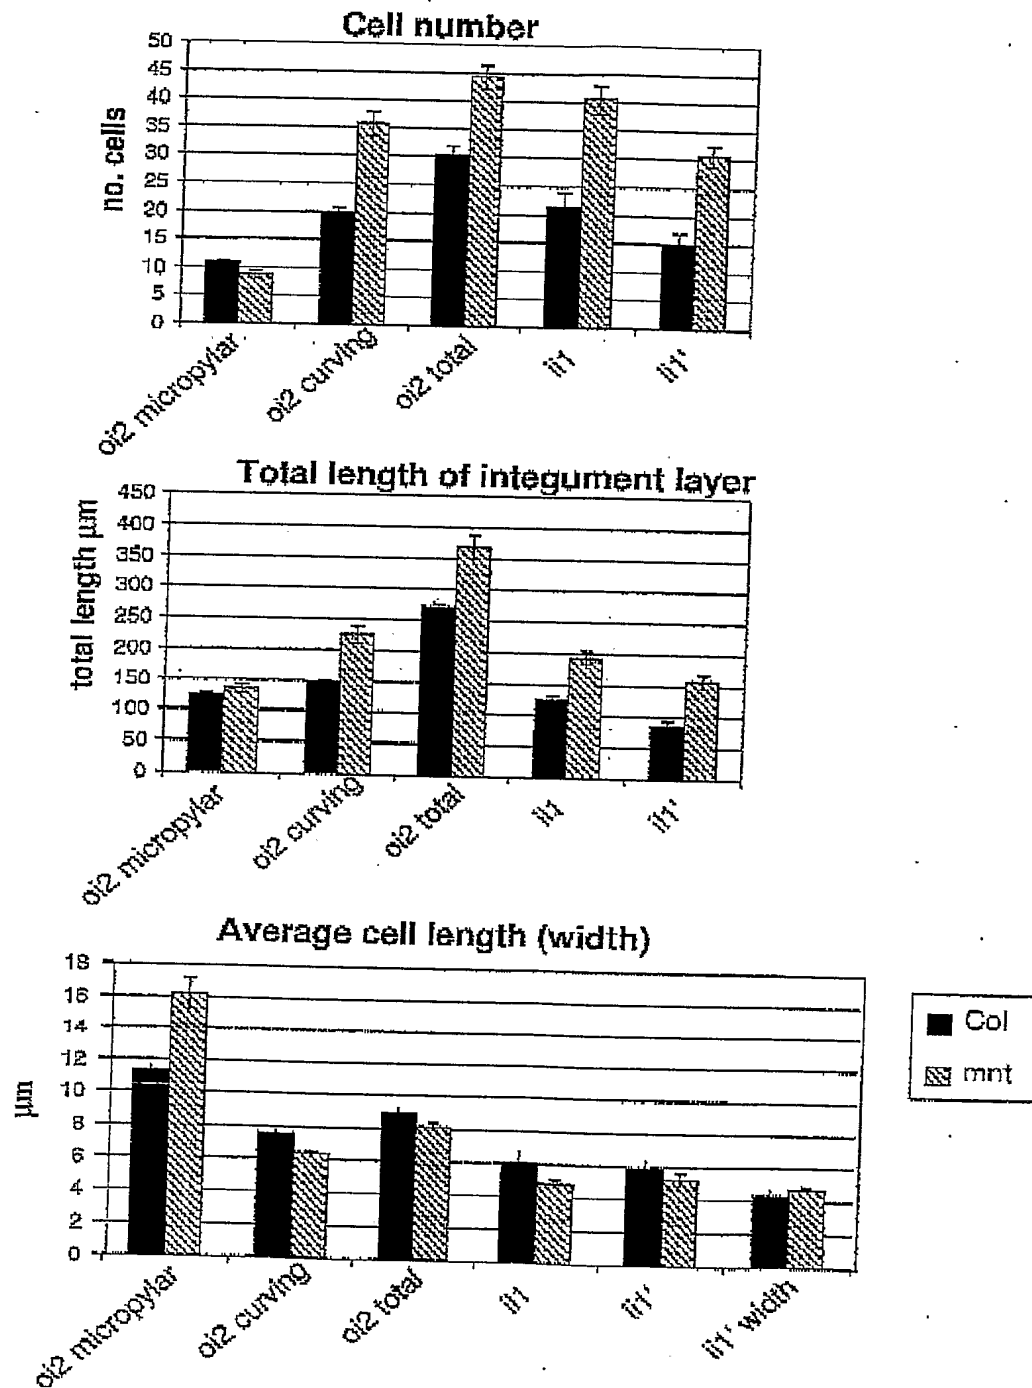 Cell number
no. cells
50
45
40
35
30
25
20
15
10
5
0
oi2 micropylar
oi2 curving
oi2 total
ii1
ii1'
Total length of integument layer
total length µm
450
400
350
300
250
200
150
100
50
0
oi2 micropylar
oi2 curving
oi2 total
ii1
ii1'
Average cell length (width)
µm
18
16
14
12
10
8
6
4
2
0
oi2 micropylar
oi2 curving
oi2 total
ii1
ii1'
ii1' width
Col
mnt